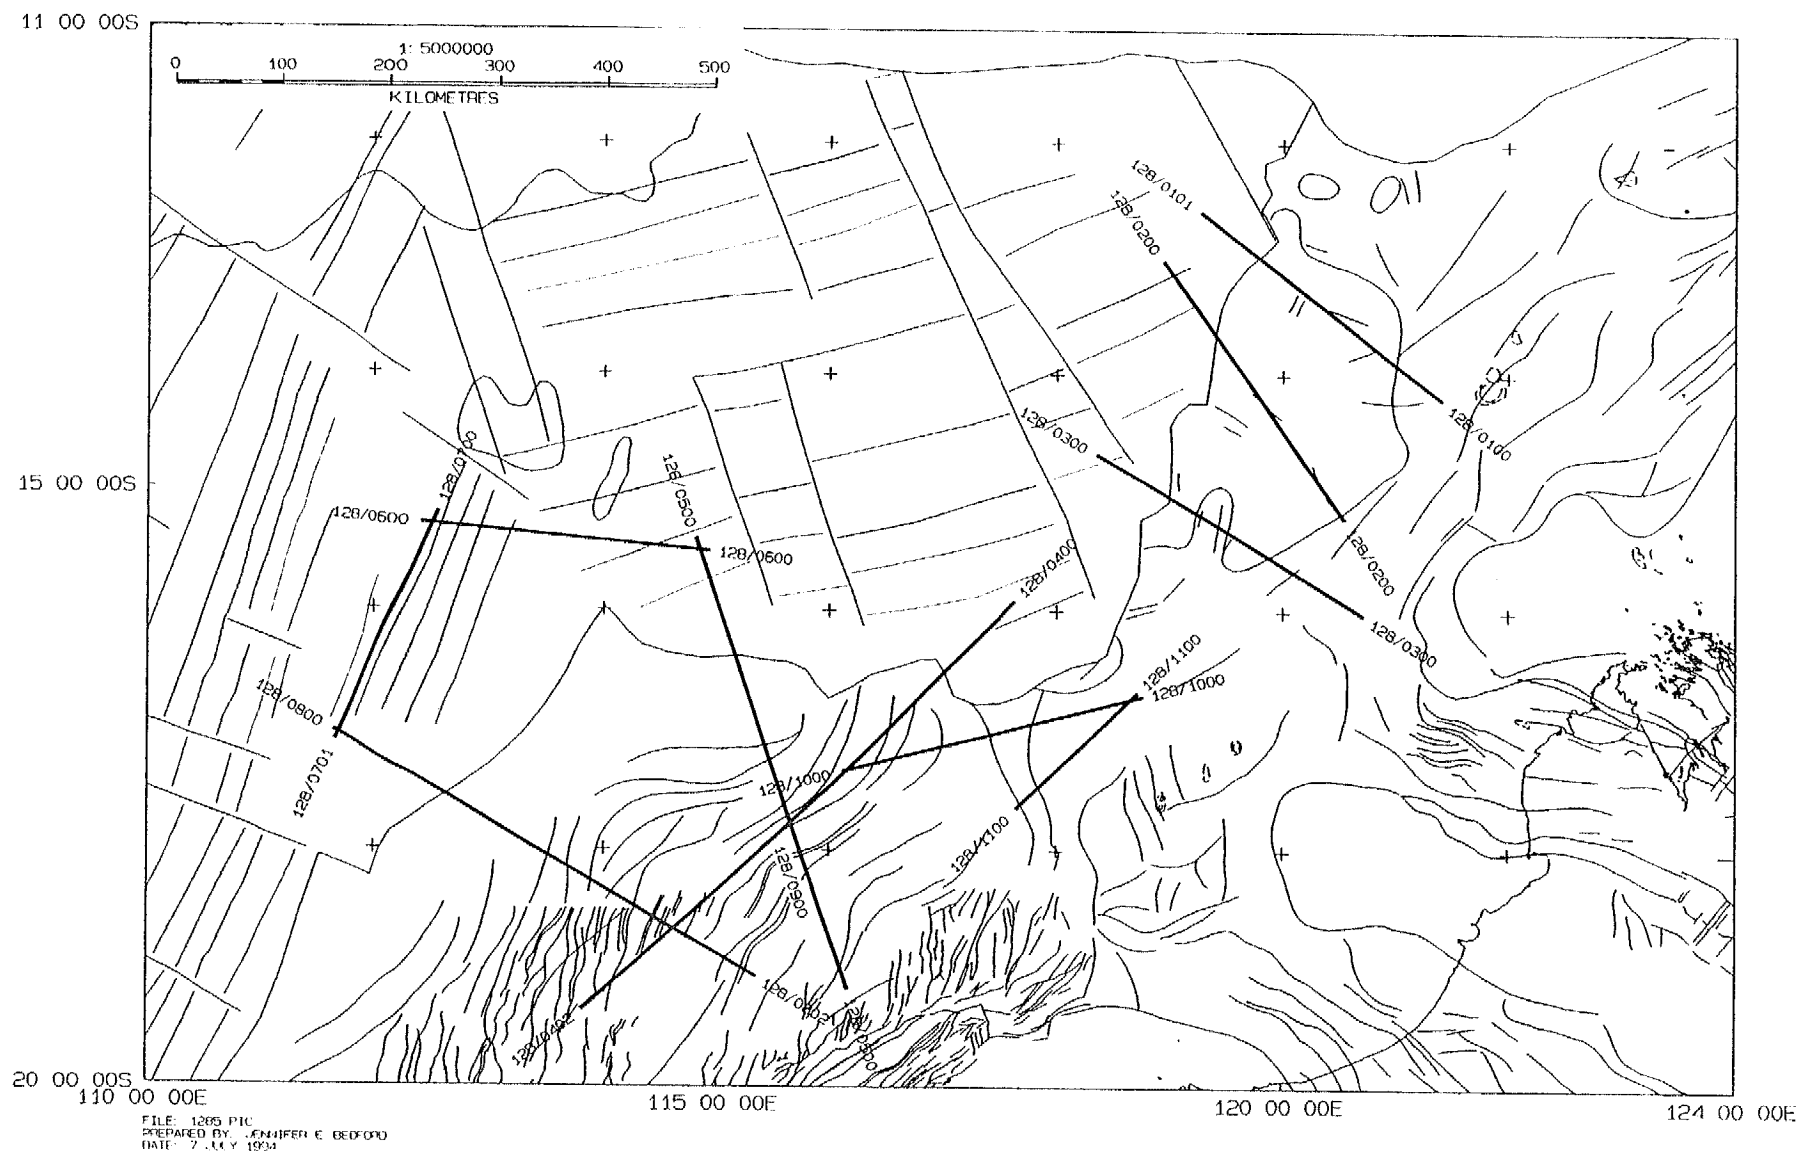 11 00 00S
1: 5000000
0 100 200 300 400 500
KILOMETRES
128/0101
128/0200
128/0300
128/0100
128/0500
15 00 00S
128/0600
128/0600
128/0400
128/0200
128/0300
128/1100
128/1000
128/0800
128/0701
128/1000
128/1100
128/0900
20 00 00S
110 00 00E
115 00 00E
120 00 00E
124 00 00E
FILE: 1285 PIC
PREPARED BY: JENNIFER E BEDFORD
DATE: 7 JULY 1994